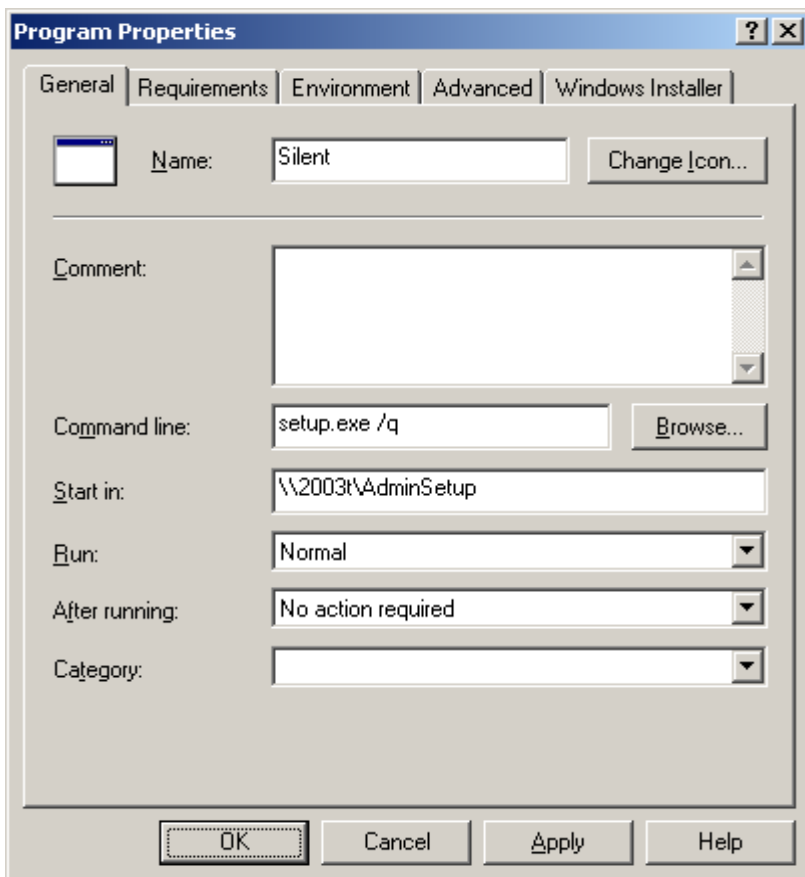 Program Properties
General Requirements Environment Advanced Windows Installer
Name: Silent Change Icon...
Comment:
Command line: setup.exe /q Browse...
Start in: \\2003t\AdminSetup
Run: Normal
After running: No action required
Category:
OK Cancel Apply Help